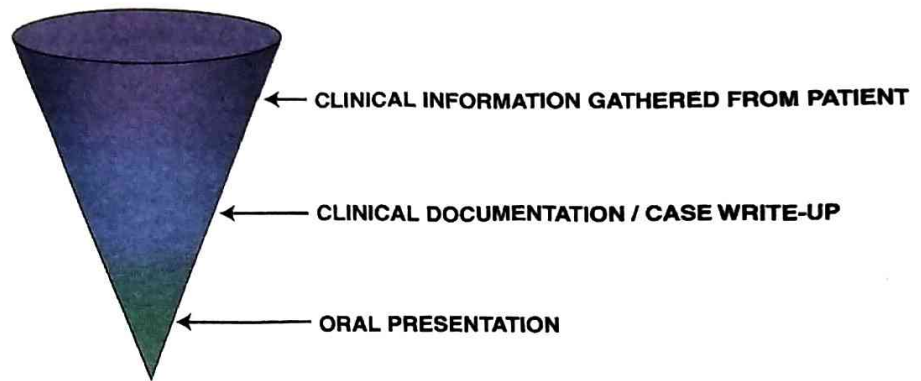 CLINICAL INFORMATION GATHERED FROM PATIENT
CLINICAL DOCUMENTATION / CASE WRITE-UP
ORAL PRESENTATION